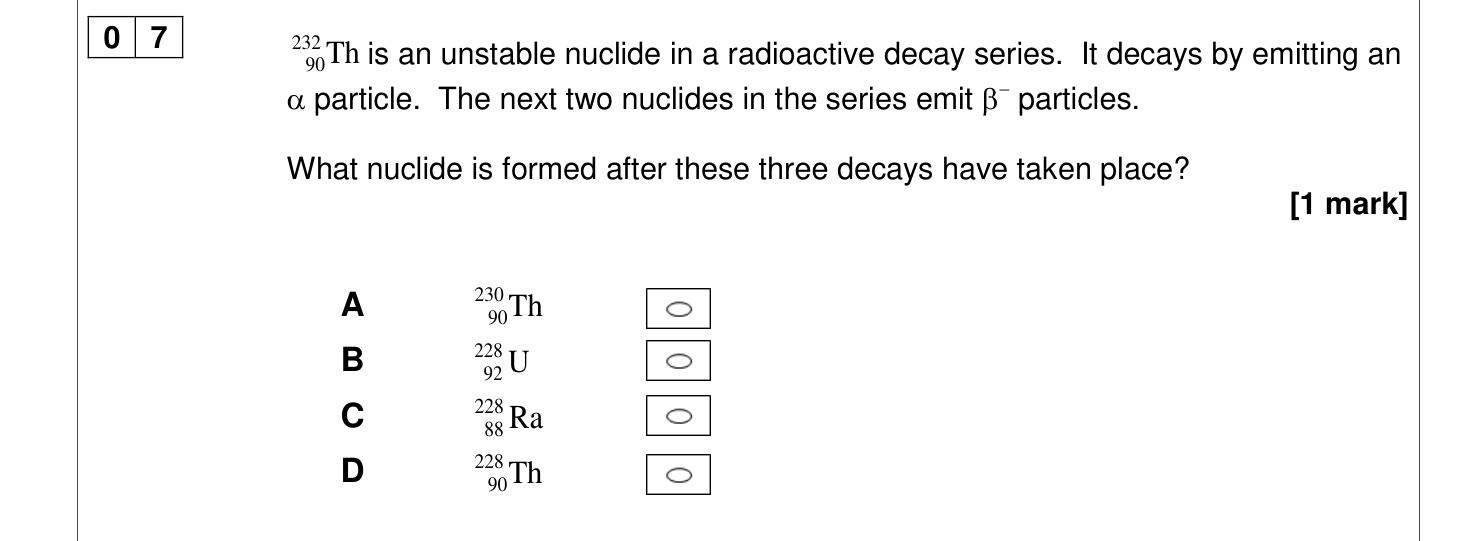 0 7
²³²₉₀Th is an unstable nuclide in a radioactive decay series. It decays by emitting an
α particle. The next two nuclides in the series emit β⁻ particles.
What nuclide is formed after these three decays have taken place?
[1 mark]
A ²³⁰₉₀Th
B ²²⁸₉₂U
C ²²⁸₈₈Ra
D ²²⁸₉₀Th